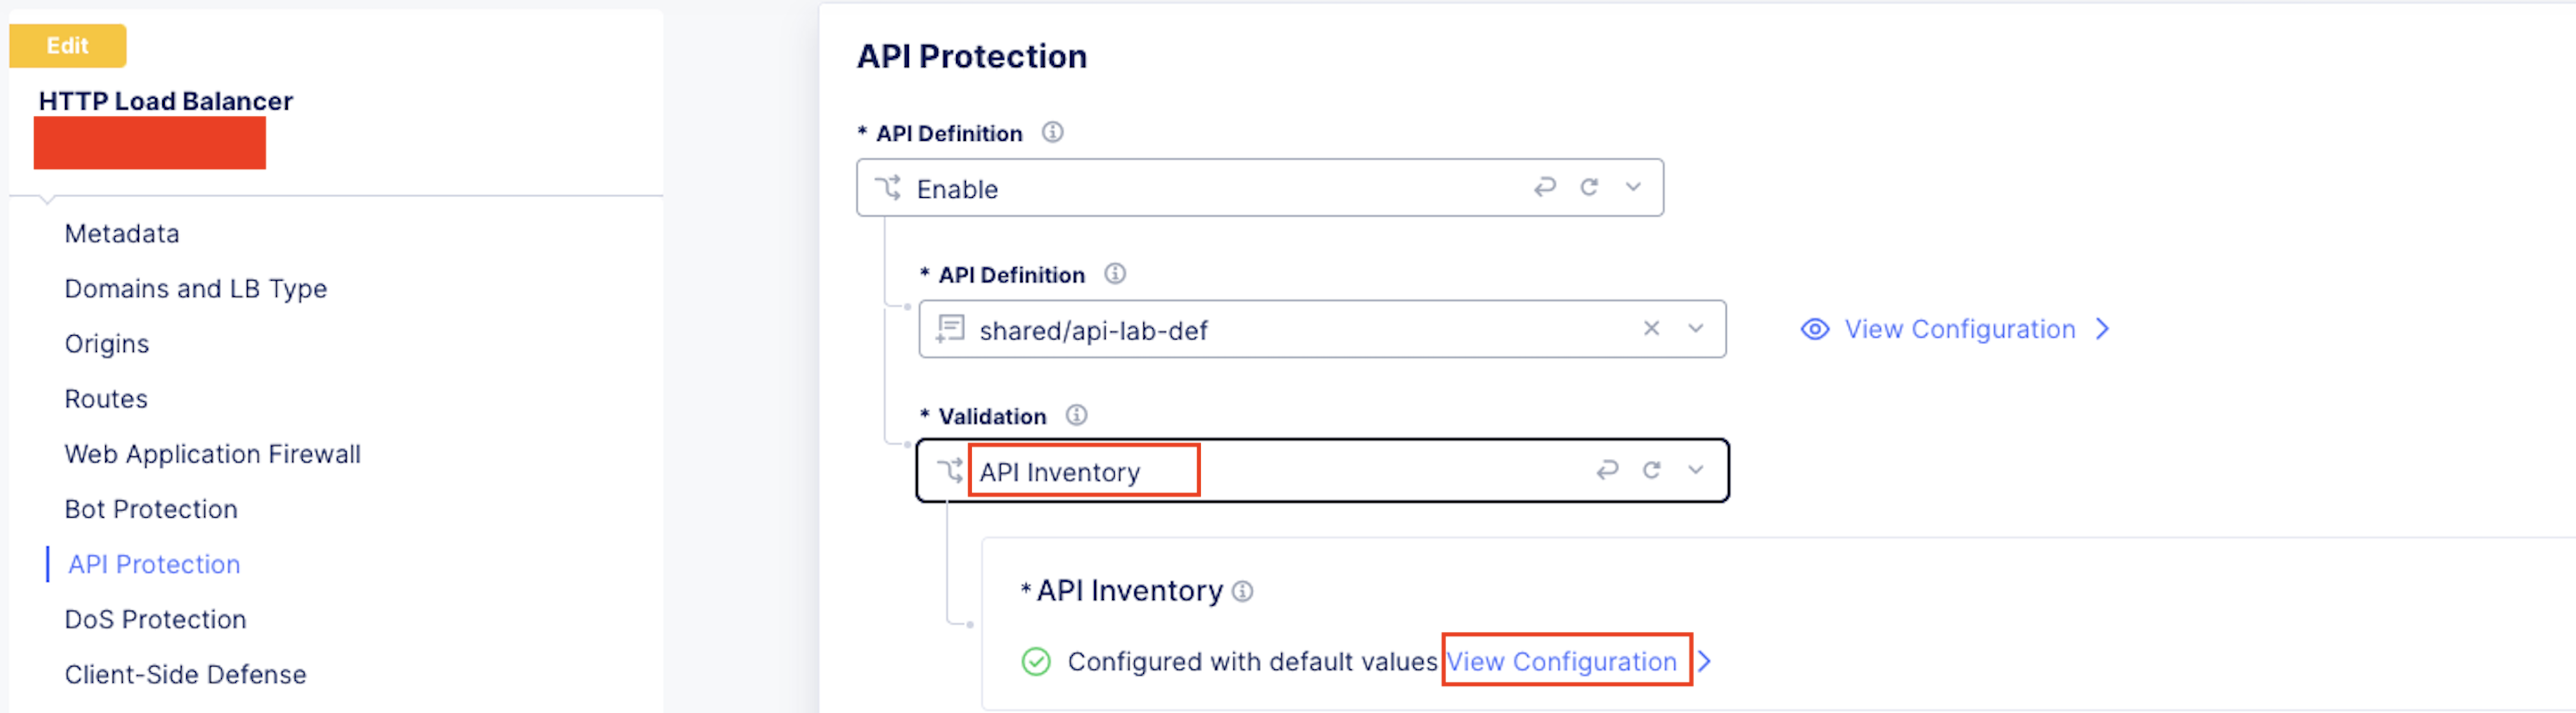 Edit
HTTP Load Balancer
Metadata
Domains and LB Type
Origins
Routes
Web Application Firewall
Bot Protection
API Protection
DoS Protection
Client-Side Defense
API Protection
* API Definition
Enable
* API Definition
shared/api-lab-def
View Configuration
* Validation
API Inventory
* API Inventory
Configured with default values View Configuration